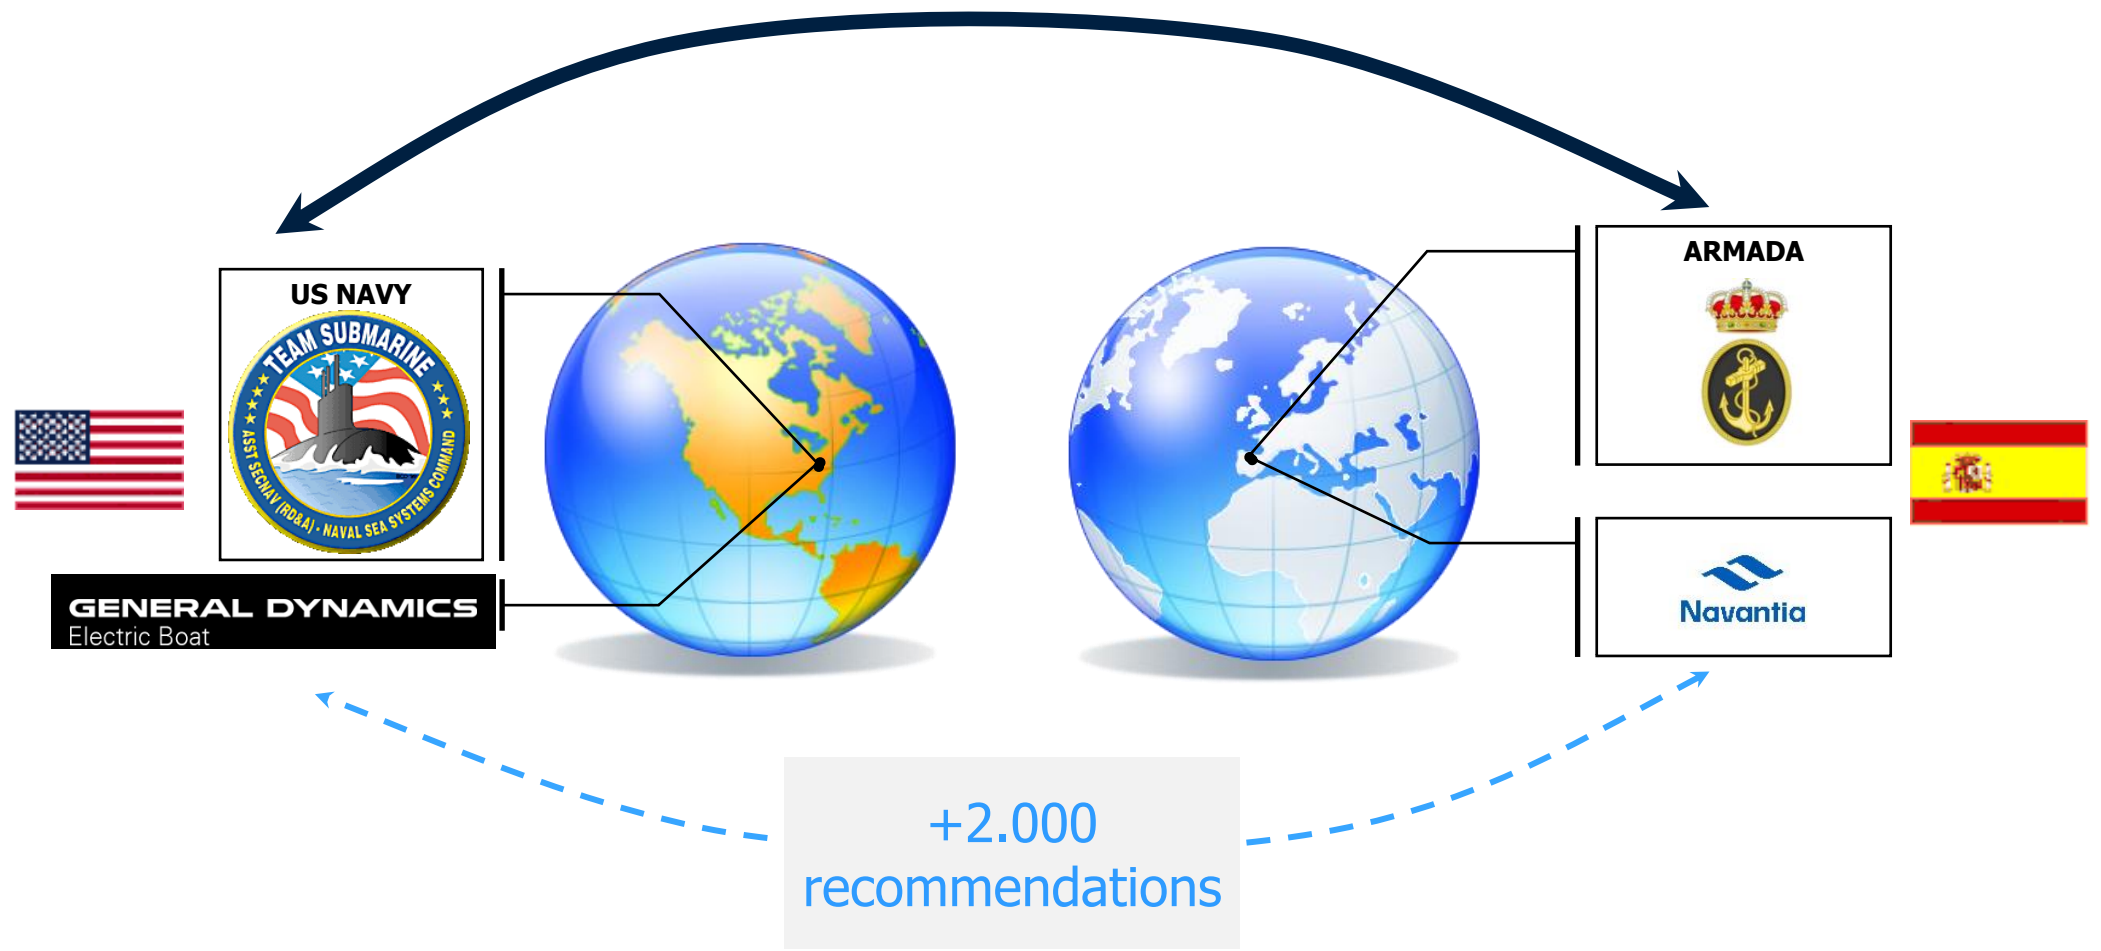 US NAVY
TEAM SUBMARINE
AST SECNAV (RD&A) - NAVAL SEA SYSTEMS COMMAND
GENERAL DYNAMICS
Electric Boat
ARMADA
Navantia
+2.000
recommendations